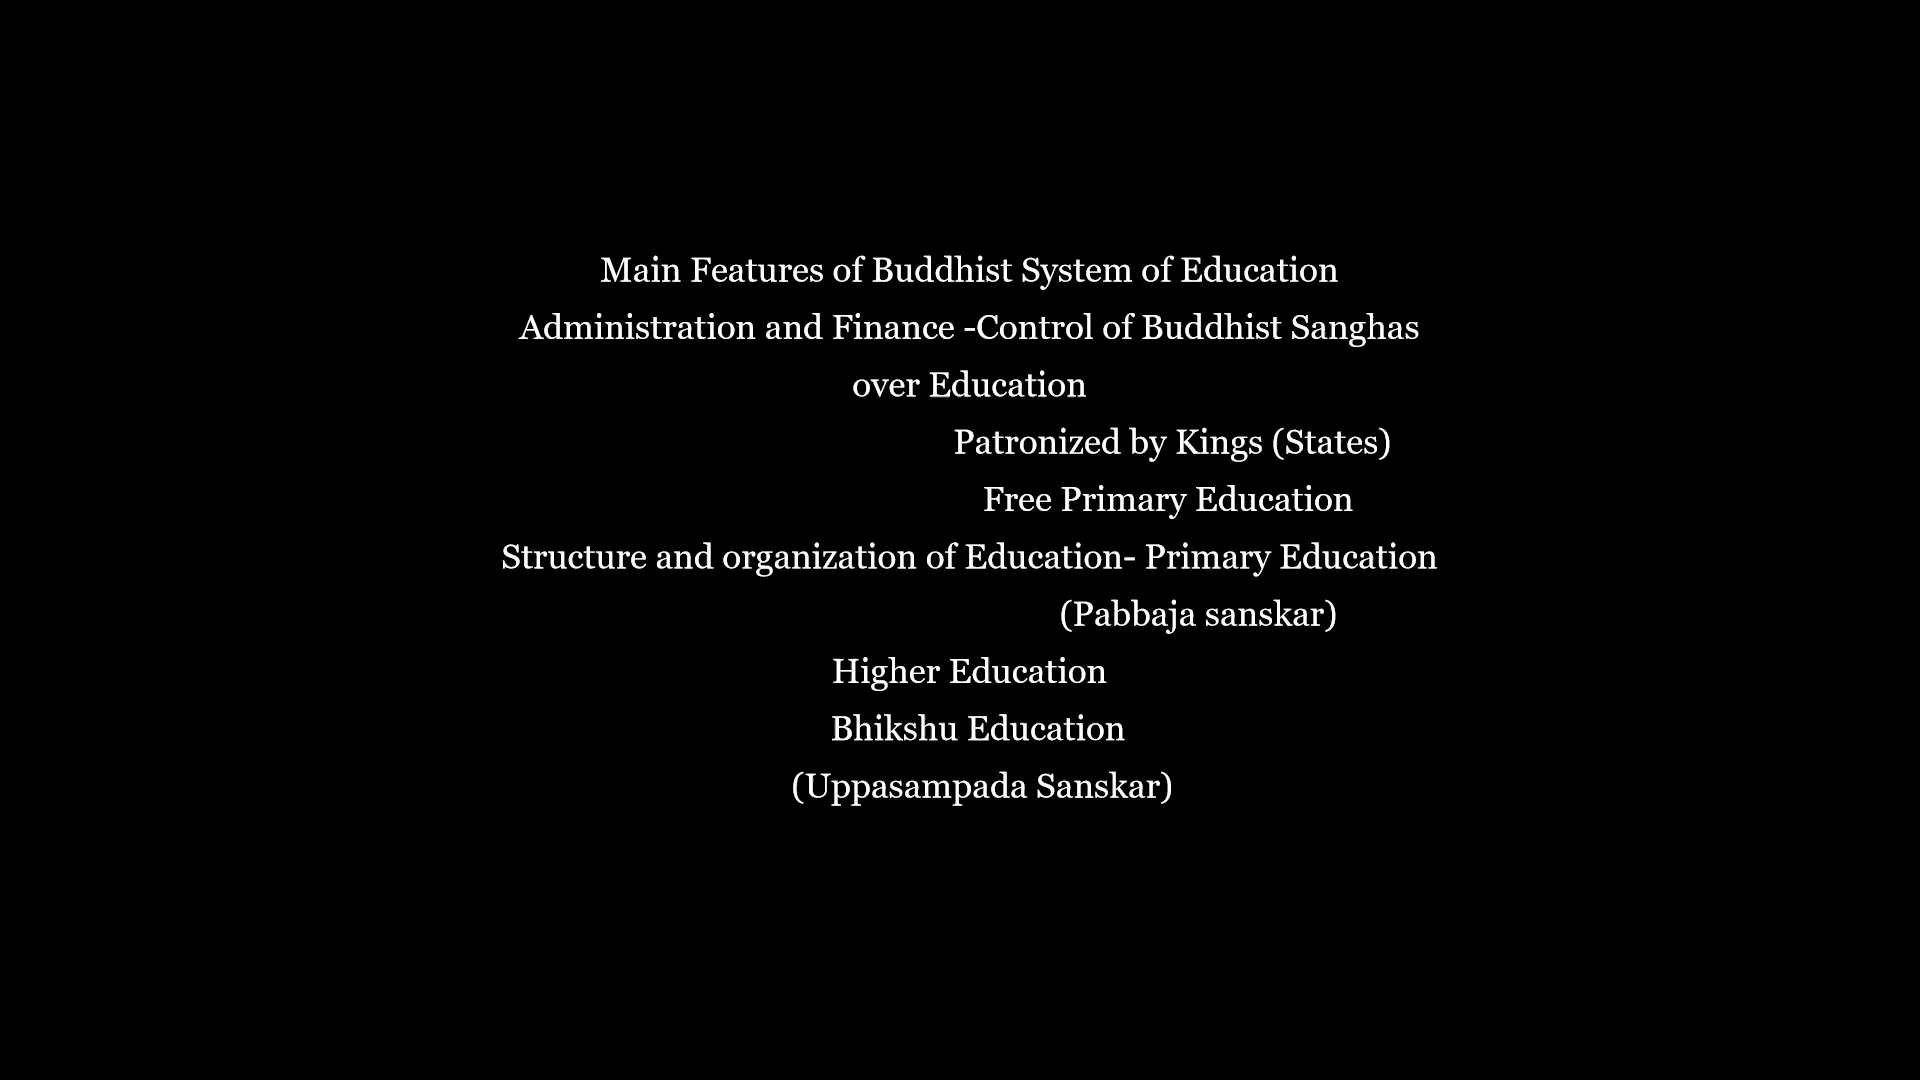 Main Features of Buddhist System of Education
Administration and Finance -Control of Buddhist Sanghas
over Education
Patronized by Kings (States)
Free Primary Education
Structure and organization of Education- Primary Education
(Pabbaja sanskar)
Higher Education
Bhikshu Education
(Uppasampada Sanskar)